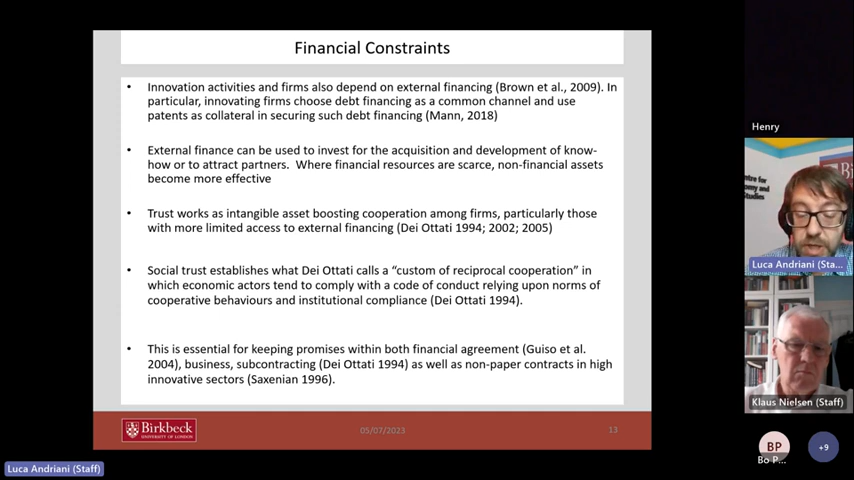 Financial Constraints
• Innovation activities and firms also depend on external financing (Brown et al., 2009). In
particular, innovating firms choose debt financing as a common channel and use
patents as collateral in securing such debt financing (Mann, 2018)
• External finance can be used to invest for the acquisition and development of know-
how or to attract partners. Where financial resources are scarce, non-financial assets
become more effective
• Trust works as intangible asset boosting cooperation among firms, particularly those
with more limited access to external financing (Dei Ottati 1994; 2002; 2005)
• Social trust establishes what Dei Ottati calls a “custom of reciprocal cooperation” in
which economic actors tend to comply with a code of conduct relying upon norms of
cooperative behaviours and institutional compliance (Dei Ottati 1994).
• This is essential for keeping promises within both financial agreement (Guiso et al.
2004), business, subcontracting (Dei Ottati 1994) as well as non-paper contracts in high
innovative sectors (Saxenian 1996).
Birkbeck
UNIVERSITY OF LONDON
05/07/2023
13
Luca Andriani (Staff)
Henry
ntre for
omy and
Studies
Bi
Luca Andriani (Sta...
Klaus Nielsen (Staff)
BP
Bo P...
+9